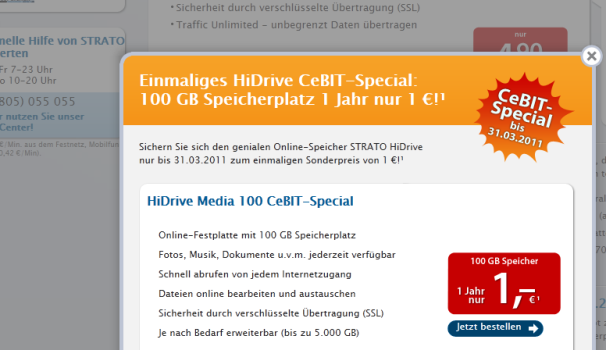 • Sicherheit durch verschlüsselte Übertragung (SSL)
• Traffic Unlimited – unbegrenzt Daten übertragen
nelle Hilfe von STRATO
erten
Fr 7–23 Uhr
o 10–20 Uhr
805) 055 055
r nutzen Sie unser
Center!
€/Min. aus dem Festnetz, Mobilfun
0,42 €/Min).
nur
4,90
Einmaliges HiDrive CeBIT–Special:
100 GB Speicherplatz 1 Jahr nur 1 €!¹
CeBIT–
Special
bis
31.03.2011
Sichern Sie sich den genialen Online–Speicher STRATO HiDrive
nur bis 31.03.2011 zum einmaligen Sonderpreis von 1 €!¹
HiDrive Media 100 CeBIT–Special
Online–Festplatte mit 100 GB Speicherplatz
Fotos, Musik, Dokumente u.v.m. jederzeit verfügbar
Schnell abrufen von jedem Internetzugang
Dateien online bearbeiten und austauschen
Sicherheit durch verschlüsselte Übertragung (SSL)
Je nach Bedarf erweiterbar (bis zu 5.000 GB)
100 GB Speicher
1 Jahr
nur 1,– €¹
Jetzt bestellen